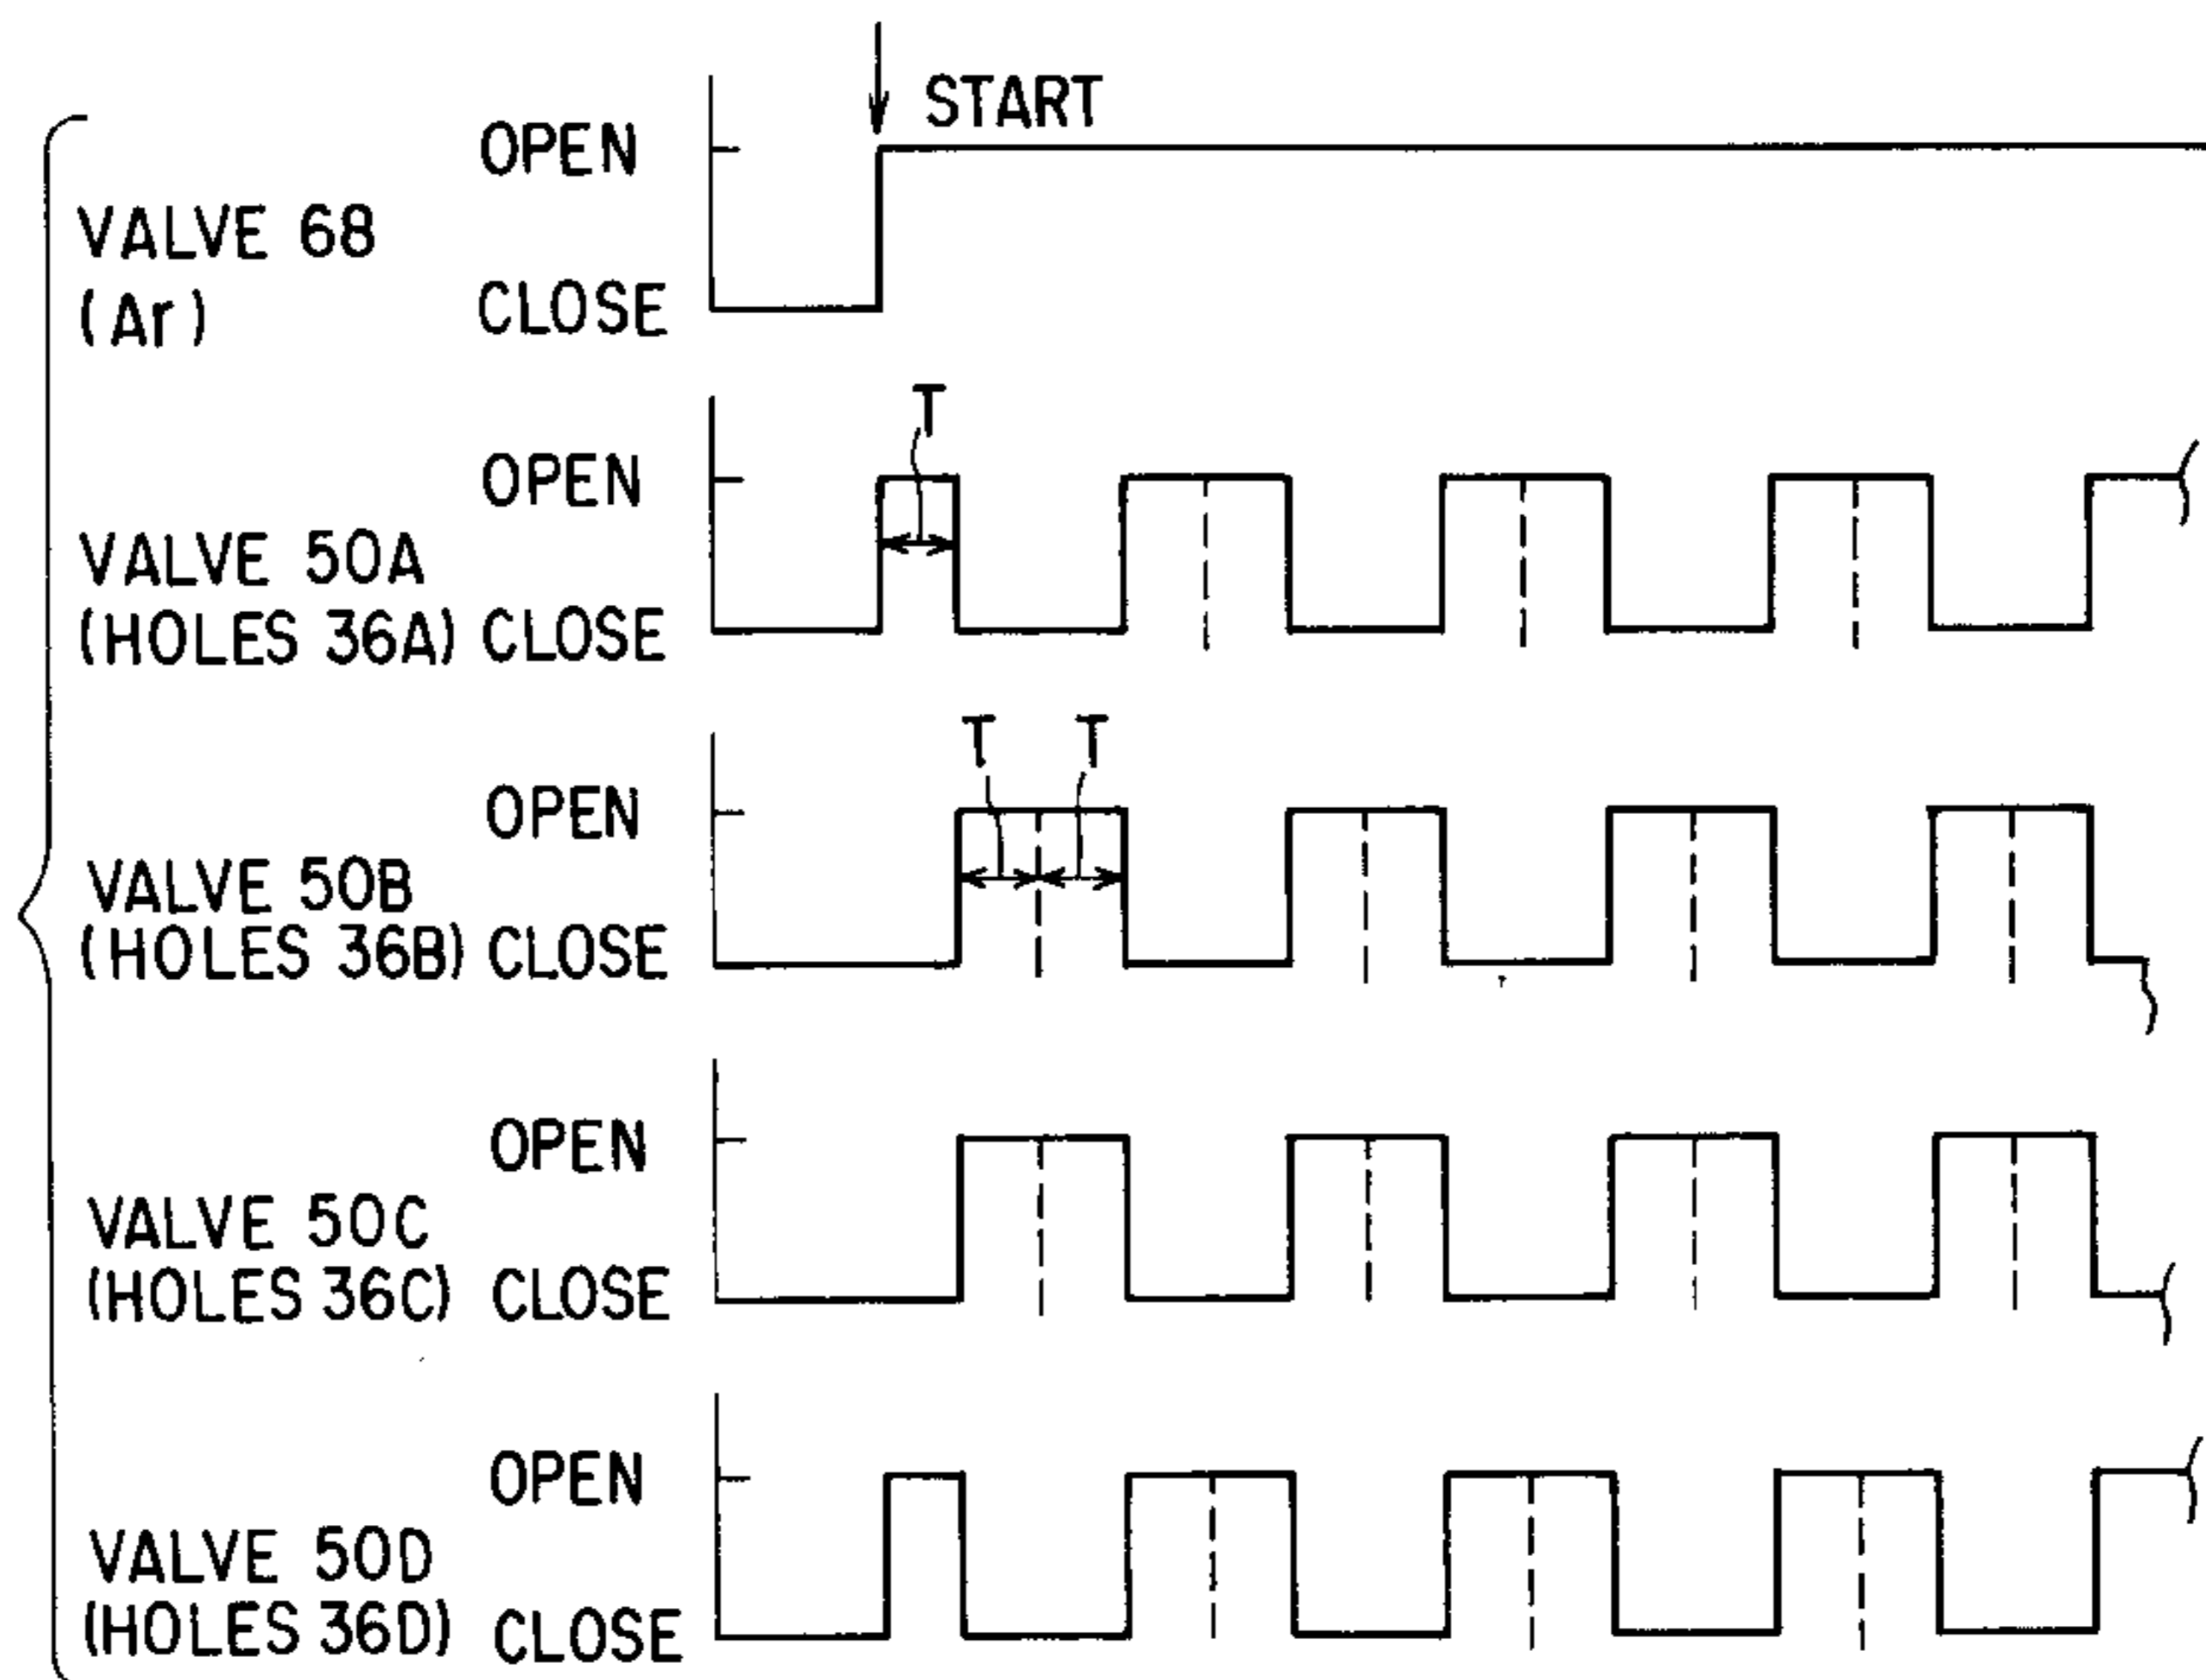 START
OPEN
VALVE 68
(Ar)
CLOSE
T
OPEN
VALVE 50A
(HOLES 36A) CLOSE
T T
OPEN
VALVE 50B
(HOLES 36B) CLOSE
OPEN
VALVE 50C
(HOLES 36C) CLOSE
OPEN
VALVE 50D
(HOLES 36D) CLOSE